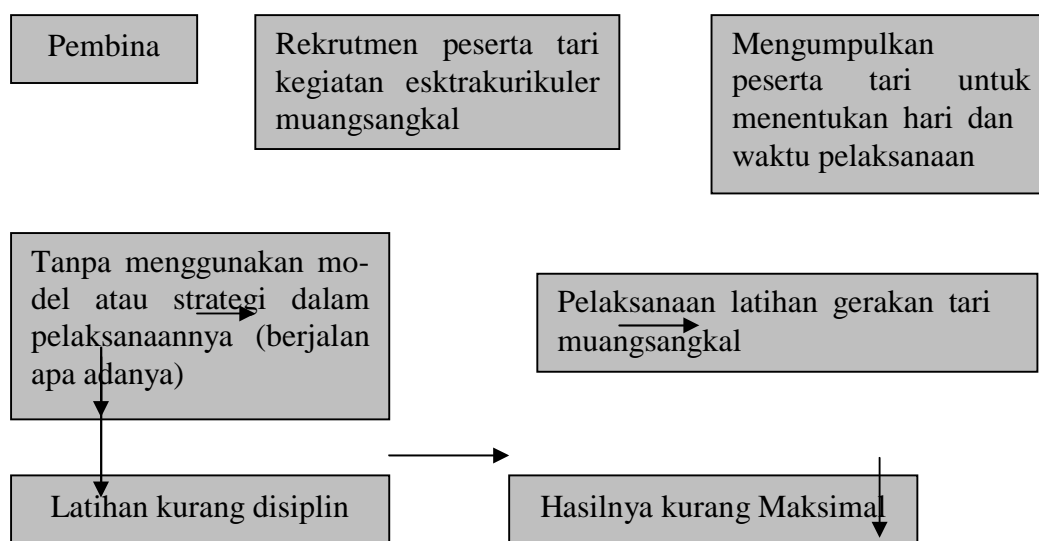 Pembina
Rekrutmen peserta tari
kegiatan esktrakurikuler
muangsangkal
Mengumpulkan
peserta tari untuk
menentukan hari dan
waktu pelaksanaan
Tanpa menggunakan mo-
del atau strategi dalam
pelaksanaannya (berjalan
apa adanya)
Pelaksanaan latihan gerakan tari
muangsangkal
Latihan kurang disiplin
Hasilnya kurang Maksimal